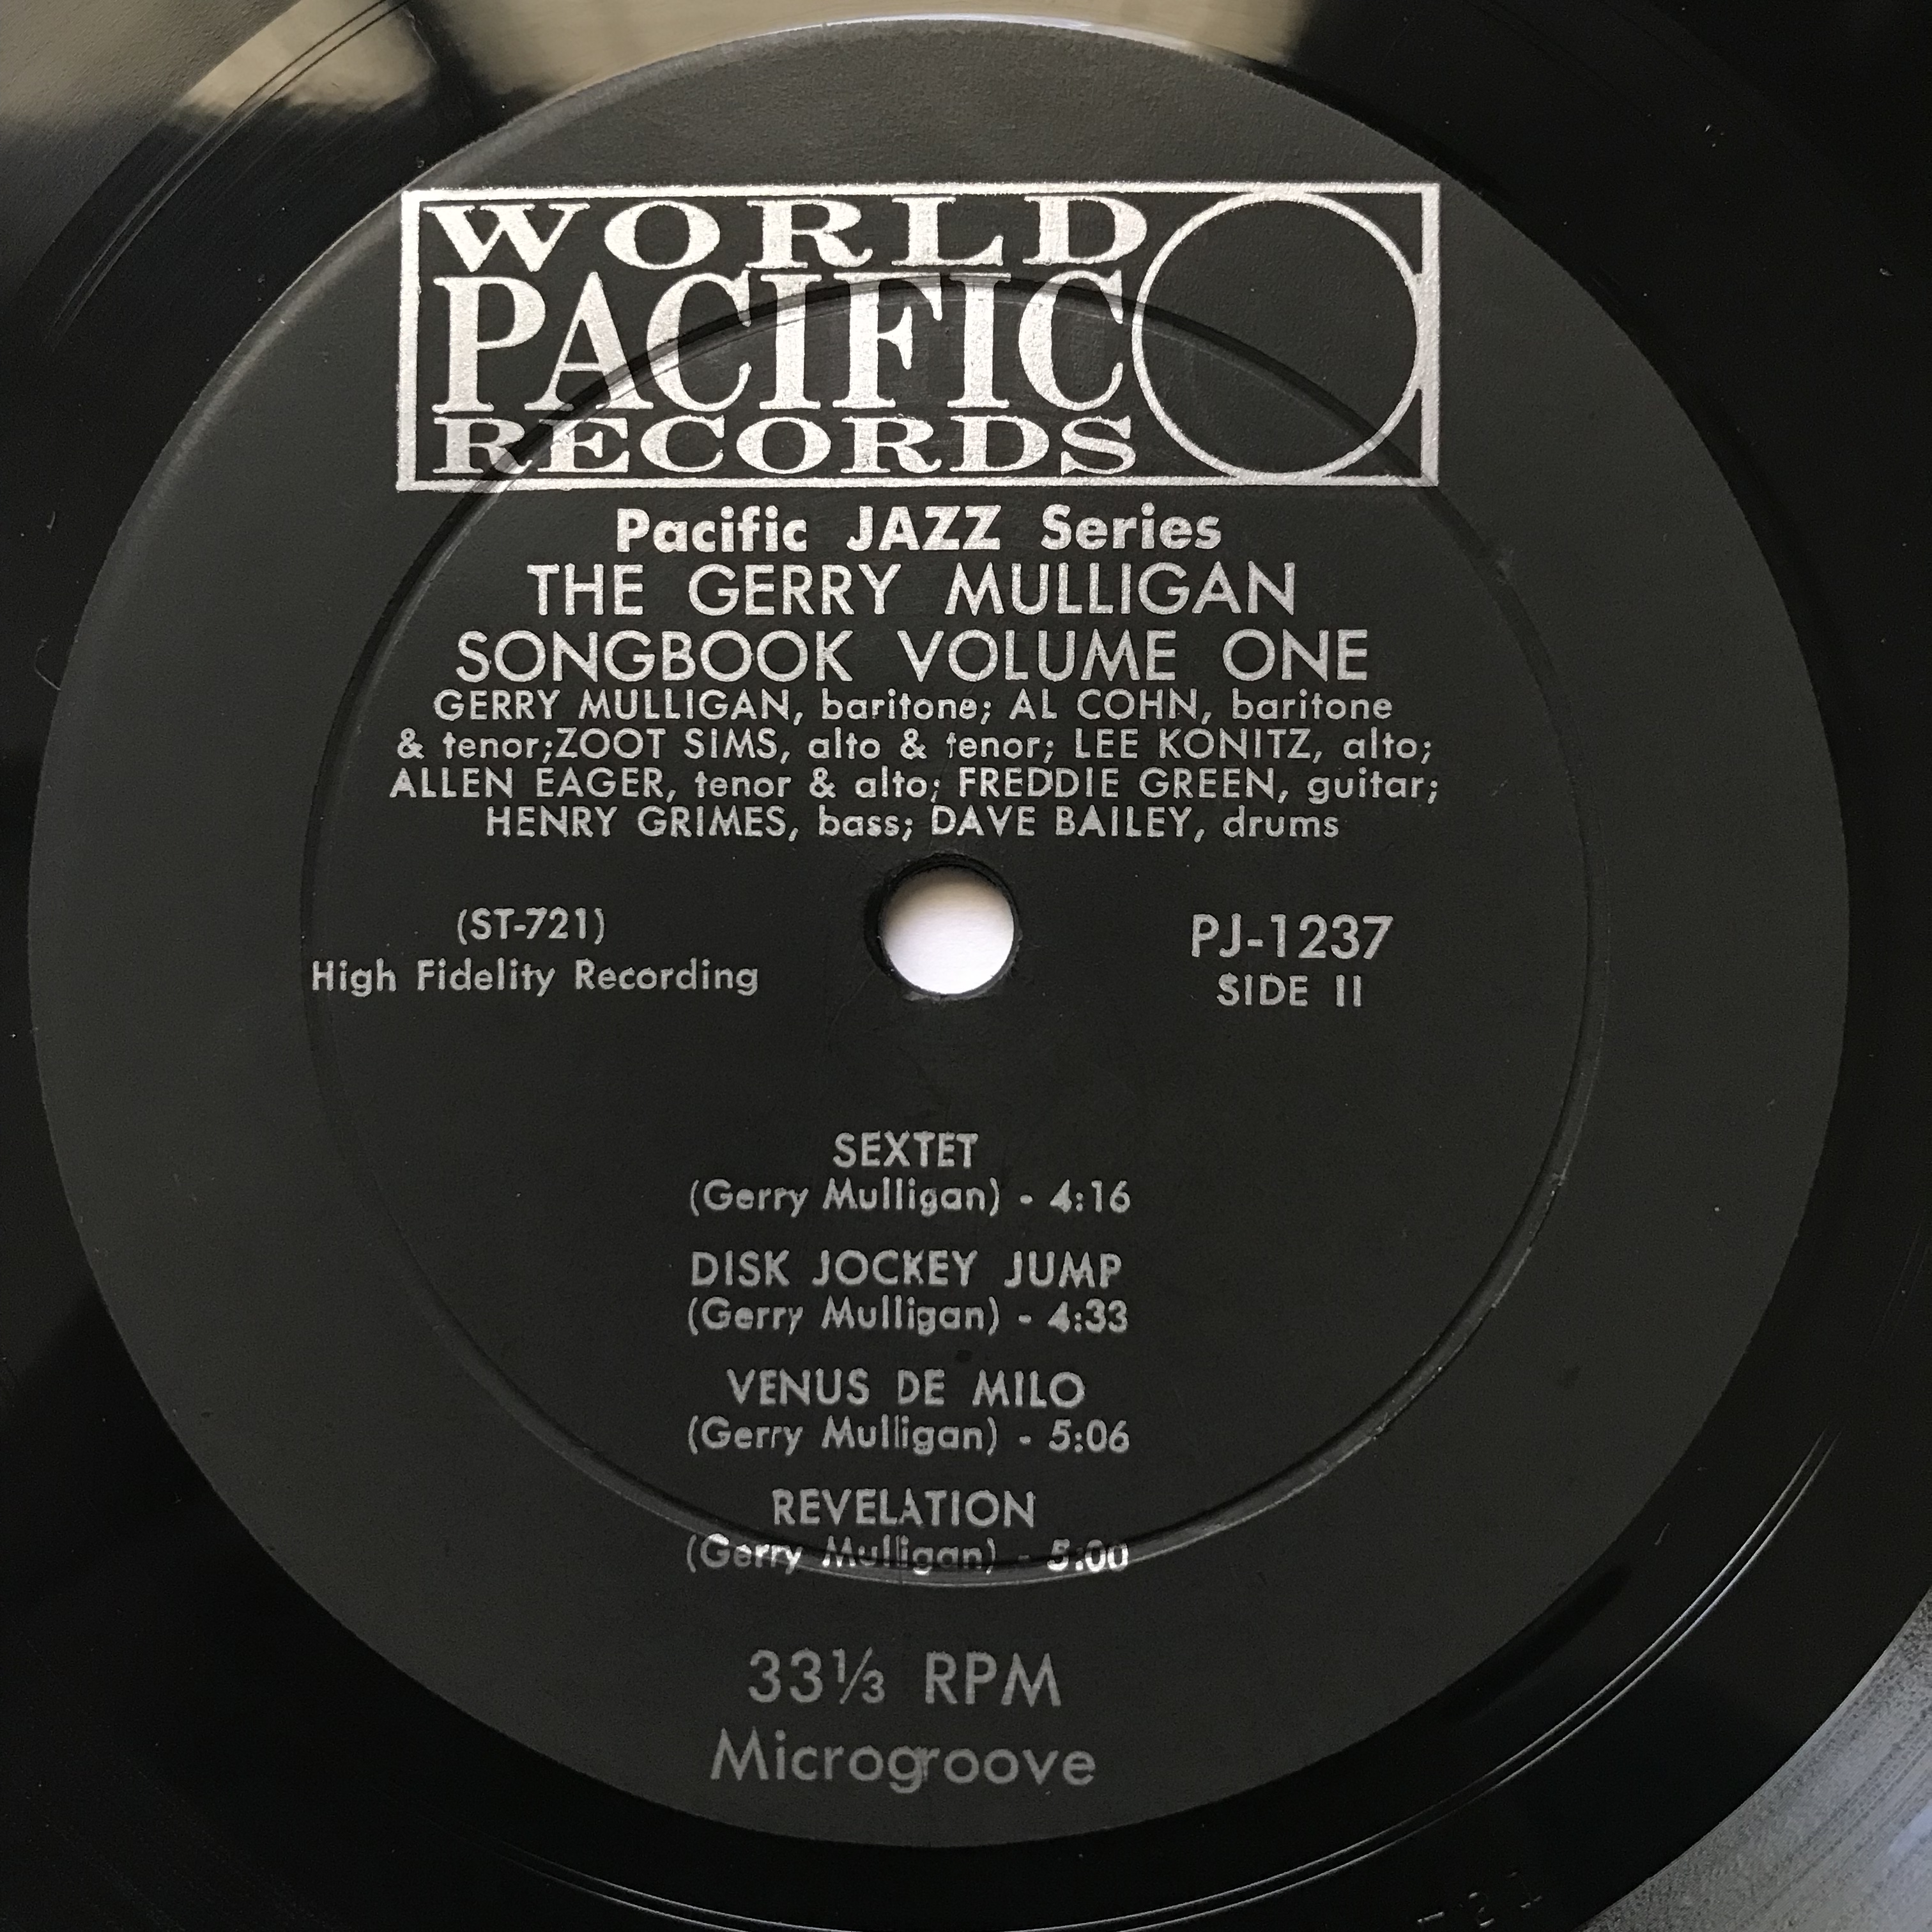 WORLD
PACIFIC
RECORDS
Pacific JAZZ Series
THE GERRY MULLIGAN
SONGBOOK VOLUME ONE
GERRY MULLIGAN, baritone; AL COHN, baritone
& tenor;ZOOT SIMS, alto & tenor; LEE KONITZ, alto;
ALLEN EAGER, tenor & alto; FREDDIE GREEN, guitar;
HENRY GRIMES, bass; DAVE BAILEY, drums
(ST-721)
High Fidelity Recording
PJ-1237
SIDE II
SEXTET
(Gerry Mulligan) - 4:16
DISK JOCKEY JUMP
(Gerry Mulligan) - 4:33
VENUS DE MILO
(Gerry Mulligan) - 5:06
REVELATION
(Gerry Mulligan) - 5:00
33⅓ RPM
Microgroove